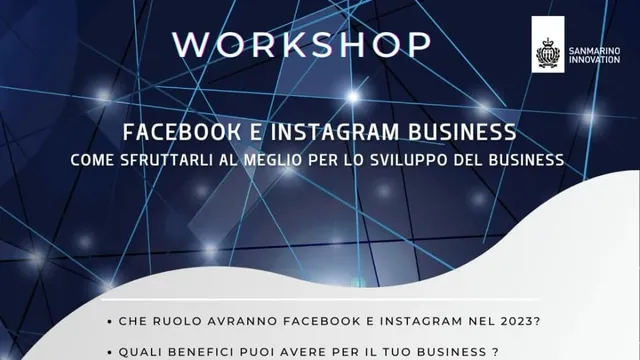 WORKSHOP
SANMARINO
INNOVATION
FACEBOOK E INSTAGRAM BUSINESS
COME SFRUTTARLI AL MEGLIO PER LO SVILUPPO DEL BUSINESS
• CHE RUOLO AVRANNO FACEBOOK E INSTAGRAM NEL 2023?
• QUALI BENEFICI PUOI AVERE PER IL TUO BUSINESS ?